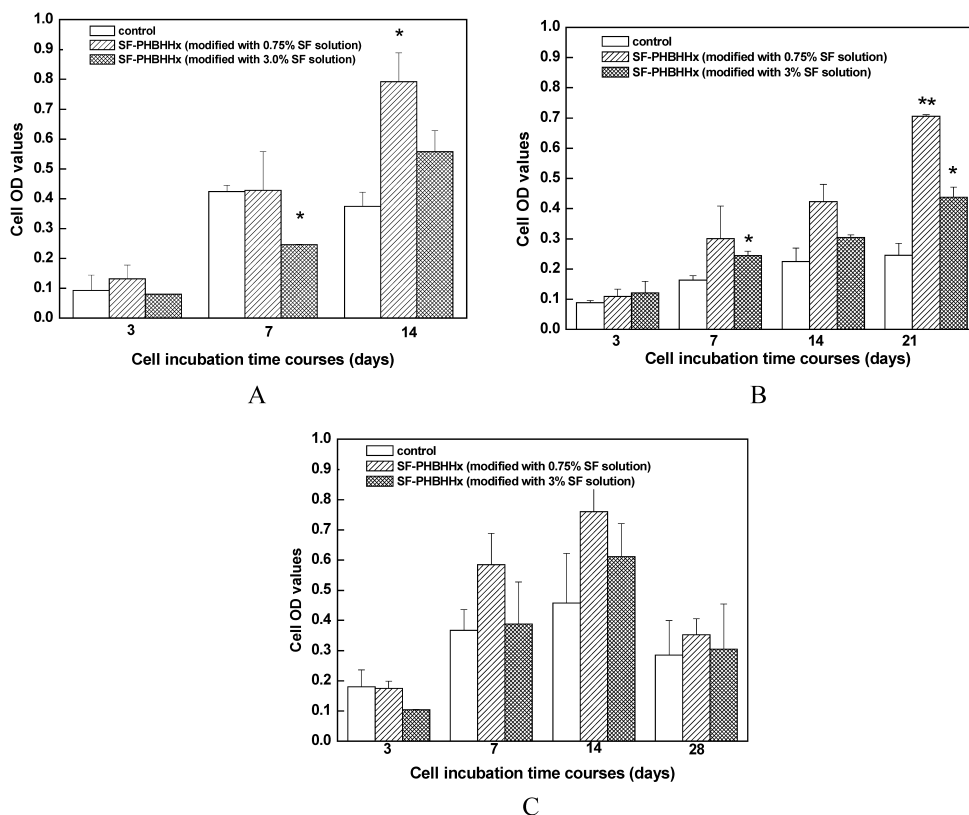 1.0
0.9
0.8
0.7
0.6
0.5
0.4
0.3
0.2
0.1
0.0
Cell OD values
control
SF-PHBHHx (modified with 0.75% SF solution)
SF-PHBHHx (modified with 3.0% SF solution)
*
*
3 7 14
Cell incubation time courses (days)
A
1.0
0.9
0.8
0.7
0.6
0.5
0.4
0.3
0.2
0.1
0.0
Cell OD values
control
SF-PHBHHx (modified with 0.75% SF solution)
SF-PHBHHx (modified with 3% SF solution)
**
*
*
3 7 14 21
Cell incubation time courses (days)
B
1.0
0.9
0.8
0.7
0.6
0.5
0.4
0.3
0.2
0.1
0.0
Cell OD values
control
SF-PHBHHx (modified with 0.75% SF solution)
SF-PHBHHx (modified with 3% SF solution)
3 7 14 28
Cell incubation time courses (days)
C